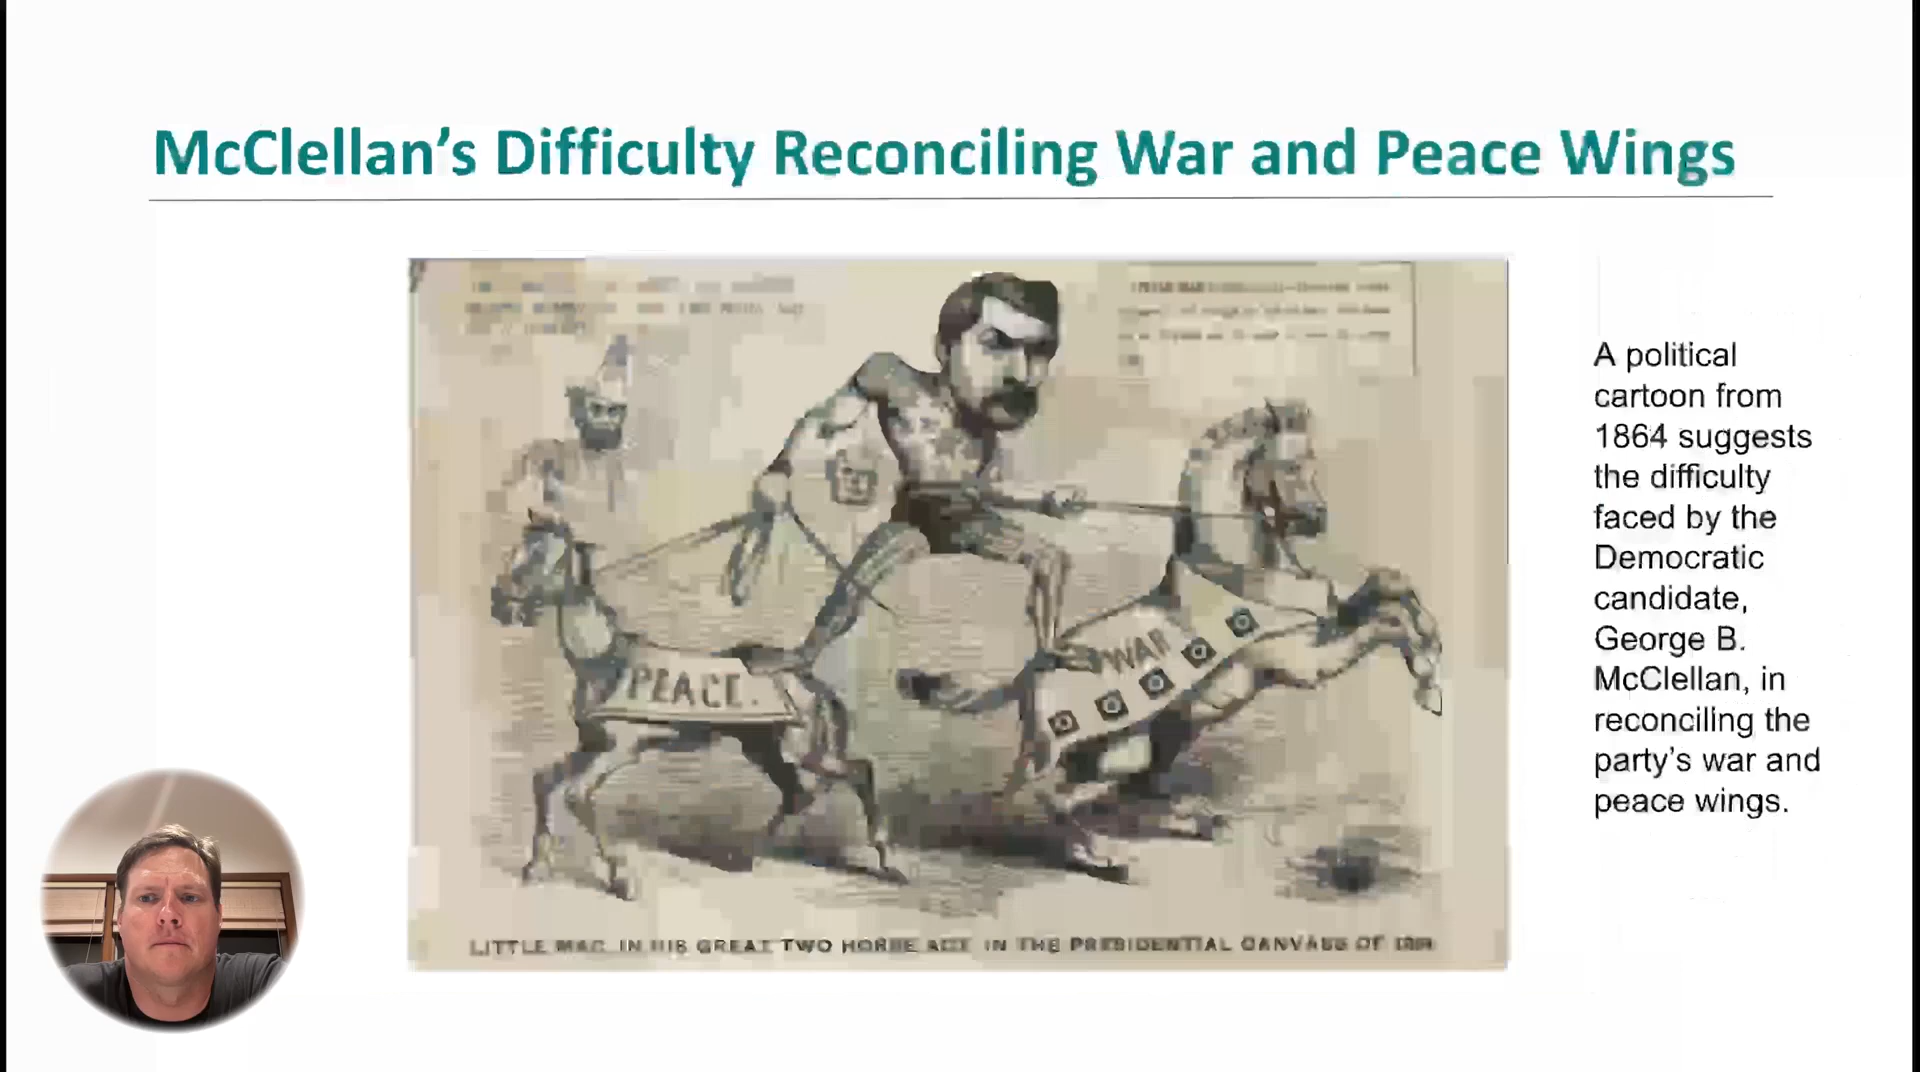 McClellan's Difficulty Reconciling War and Peace Wings
PEACE.
WAR
LITTLE MAC. IN HIS GREAT TWO HORSE ACT IN THE PRESIDENTIAL CANVASS OF
A political
cartoon from
1864 suggests
the difficulty
faced by the
Democratic
candidate,
George B.
McClellan, in
reconciling the
party's war and
peace wings.